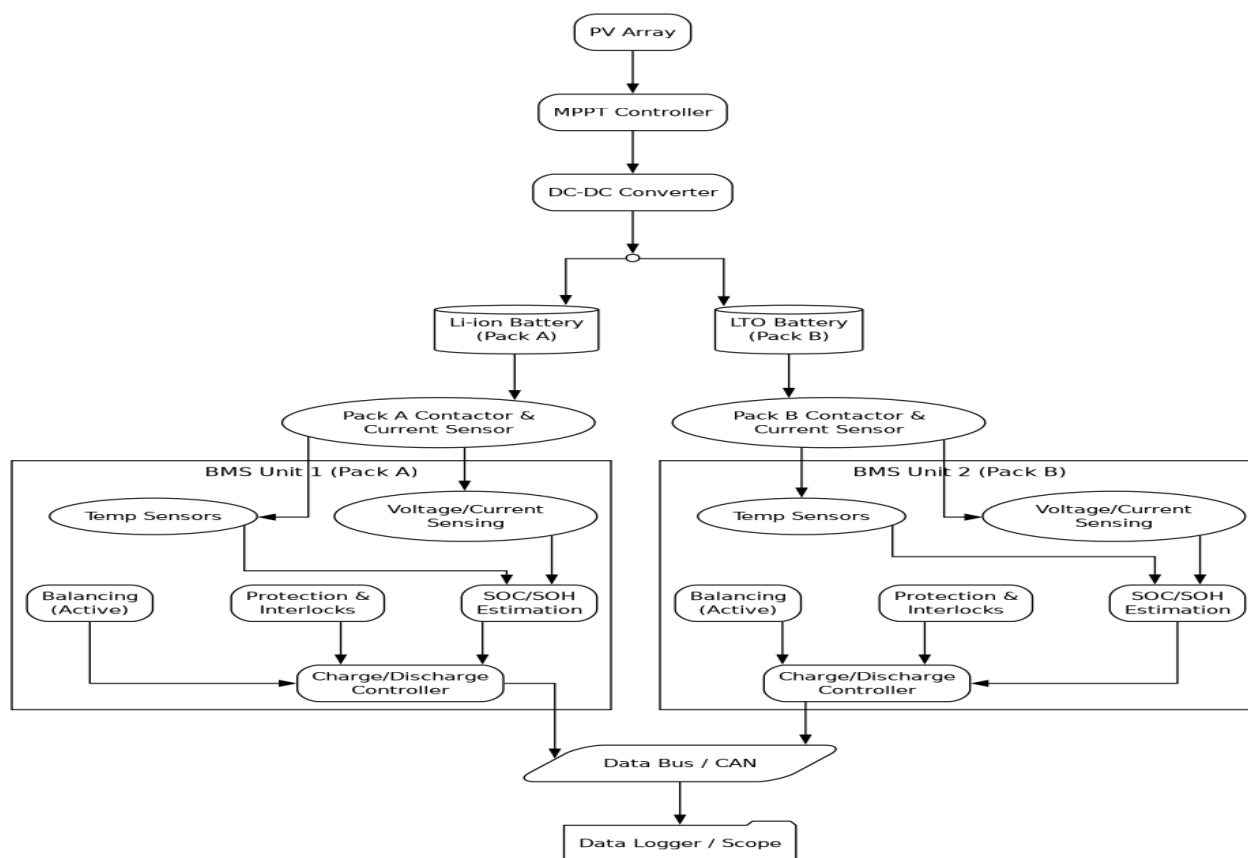 PV Array
MPPT Controller
DC-DC Converter
Li-ion Battery
(Pack A)
LTO Battery
(Pack B)
Pack A Contactor &
Current Sensor
Pack B Contactor &
Current Sensor
BMS Unit 1 (Pack A)
Temp Sensors
Voltage/Current
Sensing
Balancing
(Active)
Protection &
Interlocks
SOC/SOH
Estimation
Charge/Discharge
Controller
BMS Unit 2 (Pack B)
Temp Sensors
Voltage/Current
Sensing
Balancing
(Active)
Protection &
Interlocks
SOC/SOH
Estimation
Charge/Discharge
Controller
Data Bus / CAN
Data Logger / Scope